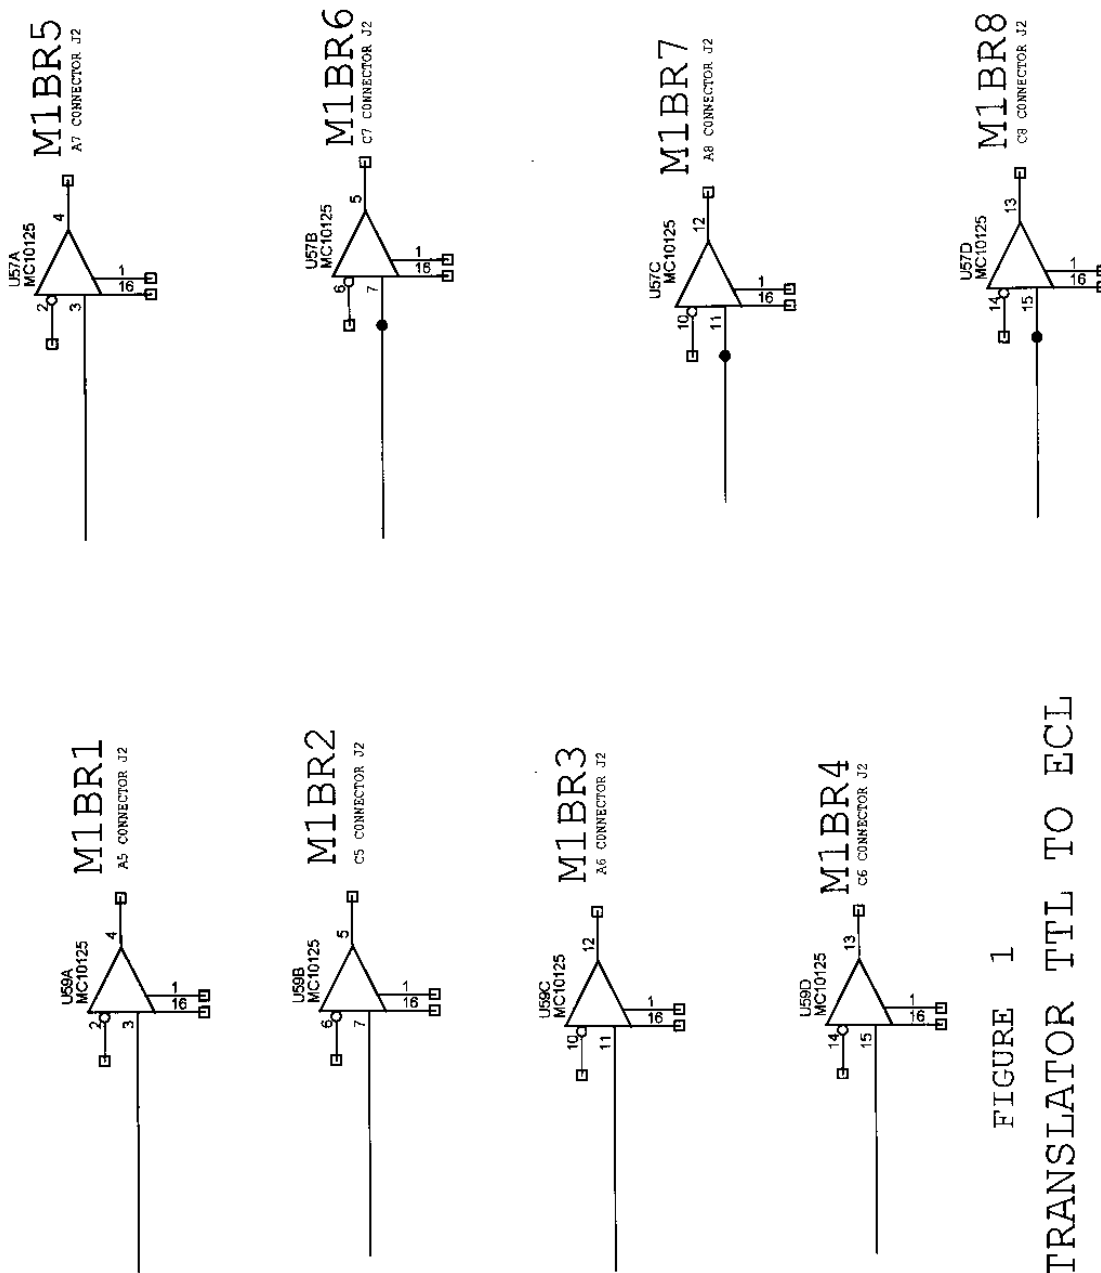 M1BR1
A5 CONNECTOR J2
U59A
MC10125
2
3
4
1
16
M1BR2
C5 CONNECTOR J2
U59B
MC10125
6
7
5
1
16
M1BR3
A6 CONNECTOR J2
U59C
MC10125
10
11
12
1
16
M1BR4
C6 CONNECTOR J2
U59D
MC10125
14
15
13
1
16
M1BR5
A7 CONNECTOR J2
U57A
MC10125
2
3
4
1
16
M1BR6
C7 CONNECTOR J2
U57B
MC10125
6
7
5
1
16
M1BR7
A8 CONNECTOR J2
U57C
MC10125
10
11
12
1
16
M1BR8
C8 CONNECTOR J2
U57D
MC10125
14
15
13
1
16
FIGURE 1
TRANSLATOR TTL TO ECL